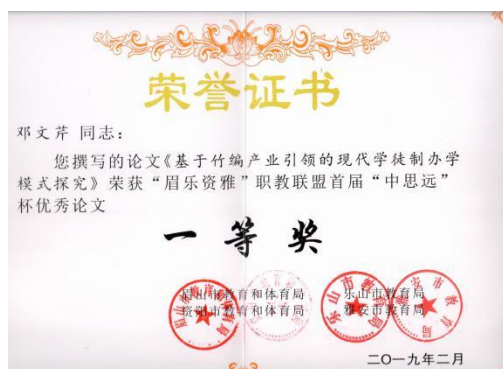 荣誉证书
邓文芹 同志：
您撰写的论文《基于竹编产业引领的现代学徒制办学
模式探究》荣获“眉乐资雅”职教联盟首届“中思远”
杯优秀论文
一等奖
眉山市教育和体育局 乐山市教育局
资阳市教育和体育局 雅安市教育局
二〇一九年二月